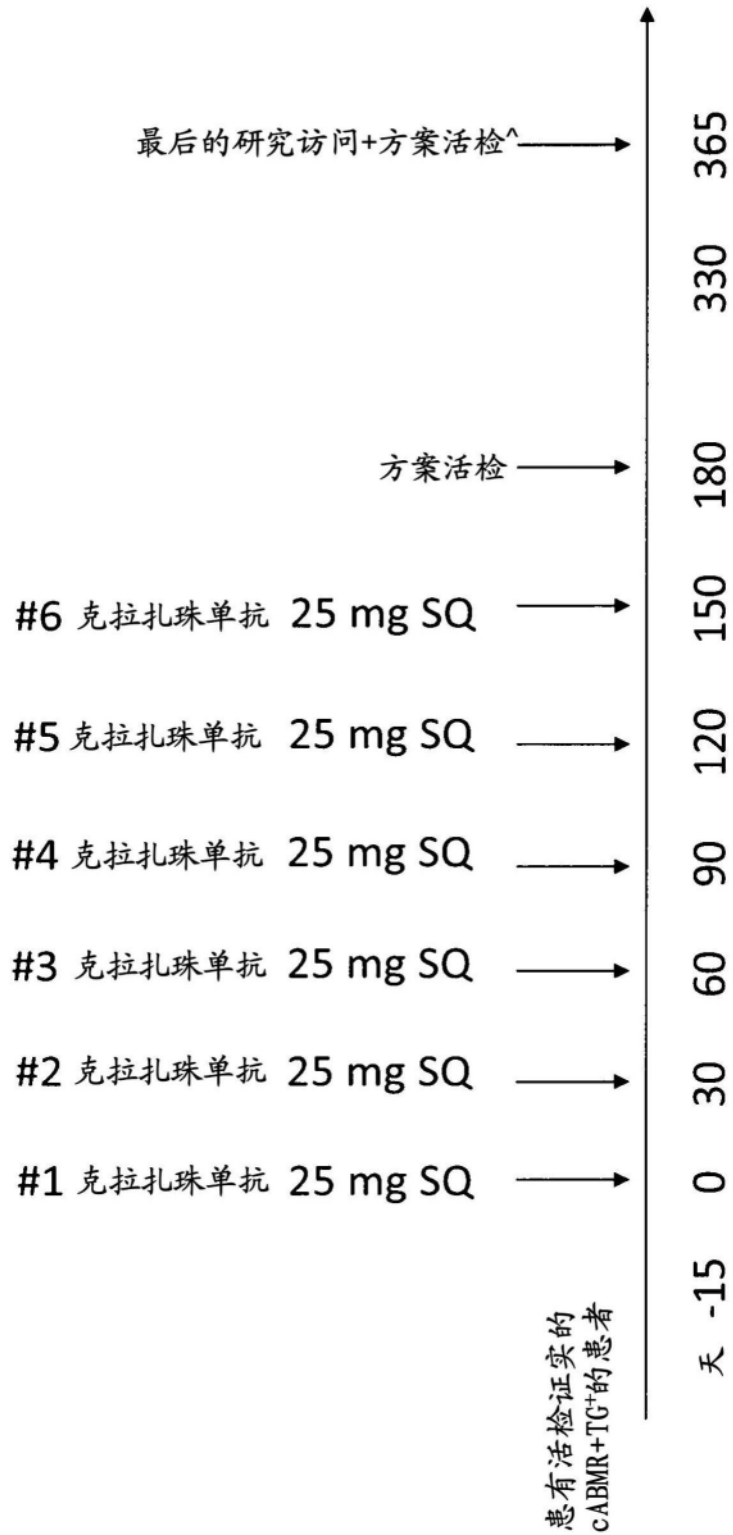 最后的研究访问+方案活检^
365
330
方案活检
180
#6 克拉扎珠单抗 25 mg SQ
150
#5 克拉扎珠单抗 25 mg SQ
120
#4 克拉扎珠单抗 25 mg SQ
90
#3 克拉扎珠单抗 25 mg SQ
60
#2 克拉扎珠单抗 25 mg SQ
30
#1 克拉扎珠单抗 25 mg SQ
0
-15
天
患有活检证实的
cABMR+TG⁺的患者